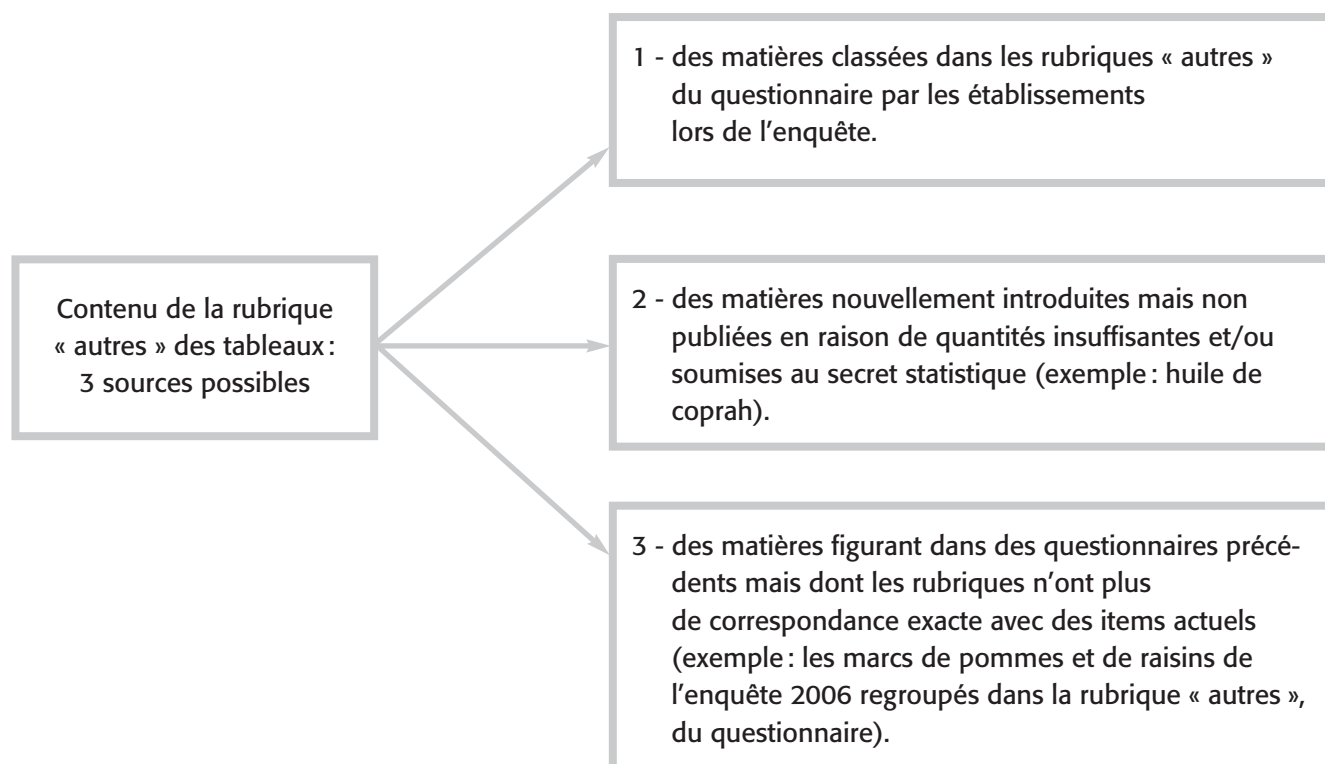 1 - des matières classées dans les rubriques « autres »
du questionnaire par les établissements
lors de l’enquête.
Contenu de la rubrique
« autres » des tableaux :
3 sources possibles
2 - des matières nouvellement introduites mais non
publiées en raison de quantités insuffisantes et/ou
soumises au secret statistique (exemple : huile de
coprah).
3 - des matières figurant dans des questionnaires précé-
dents mais dont les rubriques n’ont plus
de correspondance exacte avec des items actuels
(exemple : les marcs de pommes et de raisins de
l’enquête 2006 regroupés dans la rubrique « autres »,
du questionnaire).